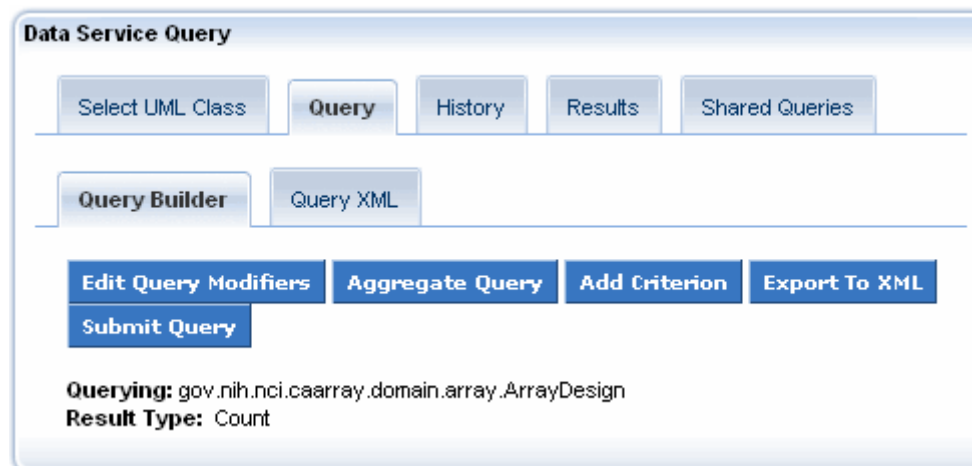 Data Service Query
Select UML Class Query History Results Shared Queries
Query Builder Query XML
Edit Query Modifiers Aggregate Query Add Criterion Export To XML
Submit Query
Querying: gov.nih.nci.caarray.domain.array.ArrayDesign
Result Type: Count